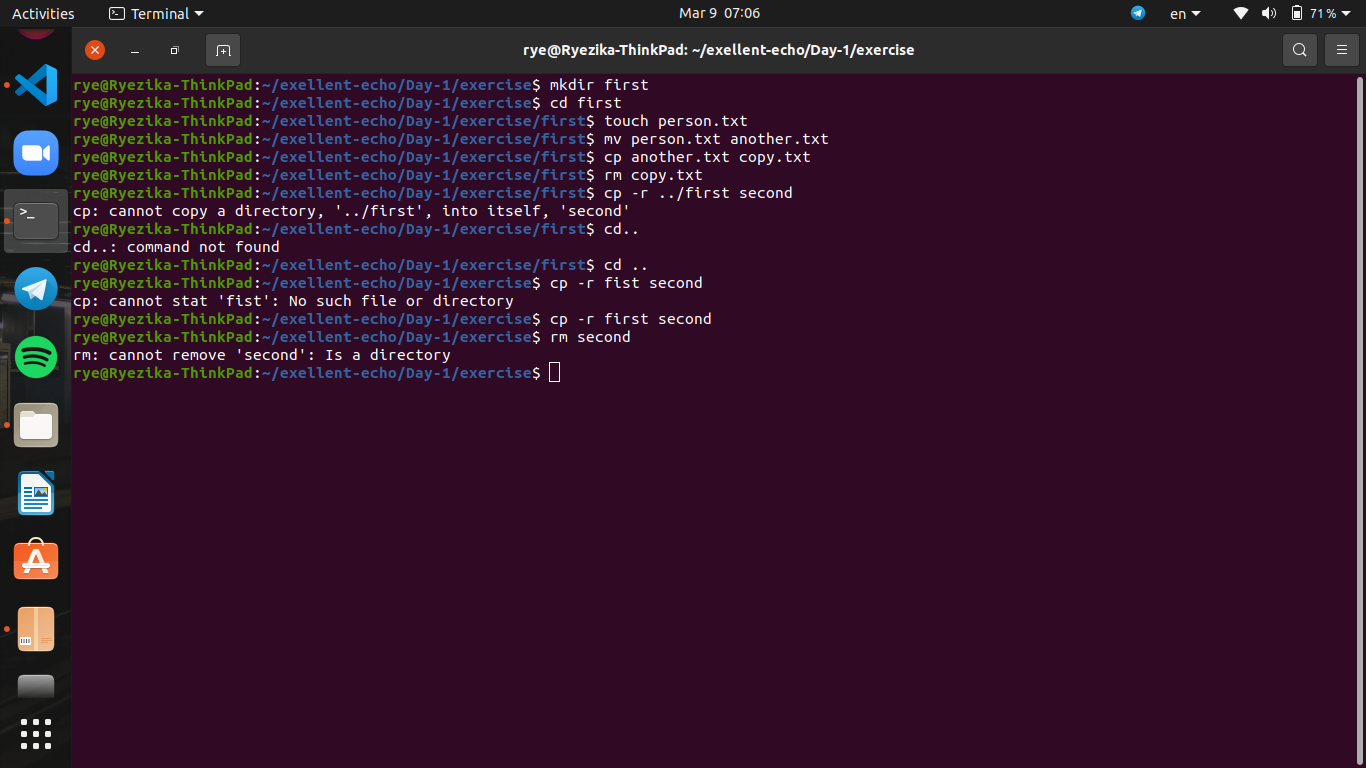 Activities Terminal Mar 9 07:06 en 71%
rye@Ryezika-ThinkPad: ~/exellent-echo/Day-1/exercise
rye@Ryezika-ThinkPad:~/exellent-echo/Day-1/exercise$ mkdir first
rye@Ryezika-ThinkPad:~/exellent-echo/Day-1/exercise$ cd first
rye@Ryezika-ThinkPad:~/exellent-echo/Day-1/exercise/first$ touch person.txt
rye@Ryezika-ThinkPad:~/exellent-echo/Day-1/exercise/first$ mv person.txt another.txt
rye@Ryezika-ThinkPad:~/exellent-echo/Day-1/exercise/first$ cp another.txt copy.txt
rye@Ryezika-ThinkPad:~/exellent-echo/Day-1/exercise/first$ rm copy.txt
rye@Ryezika-ThinkPad:~/exellent-echo/Day-1/exercise/first$ cp -r ../first second
cp: cannot copy a directory, '../first', into itself, 'second'
rye@Ryezika-ThinkPad:~/exellent-echo/Day-1/exercise/first$ cd..
cd..: command not found
rye@Ryezika-ThinkPad:~/exellent-echo/Day-1/exercise/first$ cd ..
rye@Ryezika-ThinkPad:~/exellent-echo/Day-1/exercise$ cp -r fist second
cp: cannot stat 'fist': No such file or directory
rye@Ryezika-ThinkPad:~/exellent-echo/Day-1/exercise$ cp -r first second
rye@Ryezika-ThinkPad:~/exellent-echo/Day-1/exercise$ rm second
rm: cannot remove 'second': Is a directory
rye@Ryezika-ThinkPad:~/exellent-echo/Day-1/exercise$